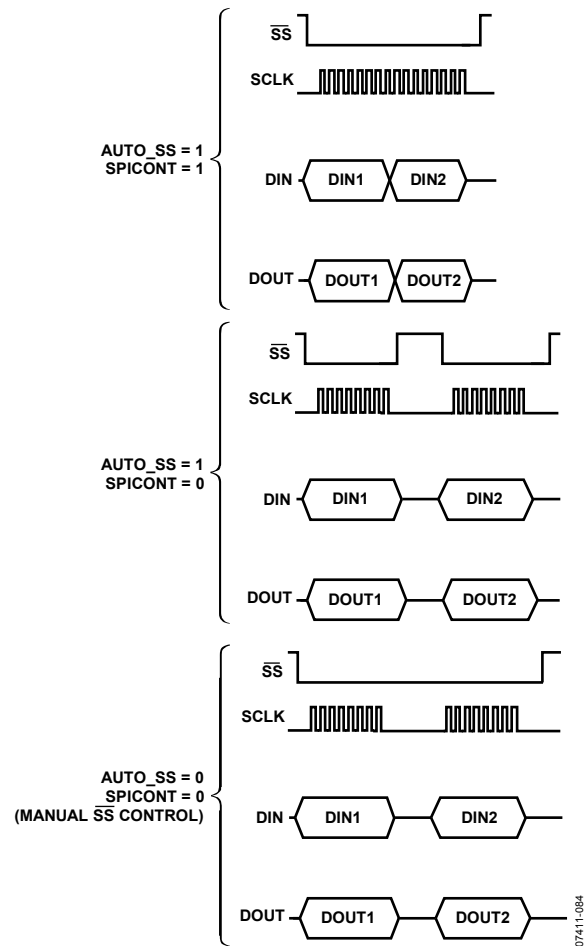 SS
SCLK
AUTO_SS = 1
SPICONT = 1
DIN
DIN1
DIN2
DOUT
DOUT1
DOUT2
SS
SCLK
AUTO_SS = 1
SPICONT = 0
DIN
DIN1
DIN2
DOUT
DOUT1
DOUT2
SS
SCLK
AUTO_SS = 0
SPICONT = 0
(MANUAL SS CONTROL)
DIN
DIN1
DIN2
DOUT
DOUT1
DOUT2
07411-084